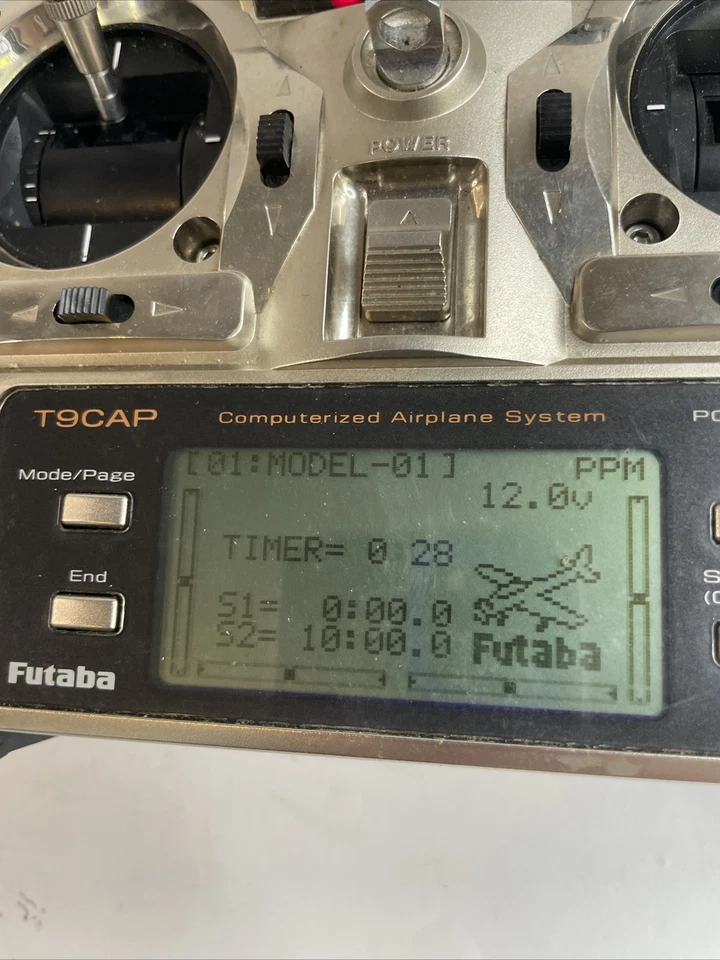 POWER
T9CAP Computerized Airplane System
Mode/Page
End
Futaba
[01:MODEL-01] PPM
12.0v
TIMER= 0 28
S1= 0:00.0
S2= 10:00.0
Futaba